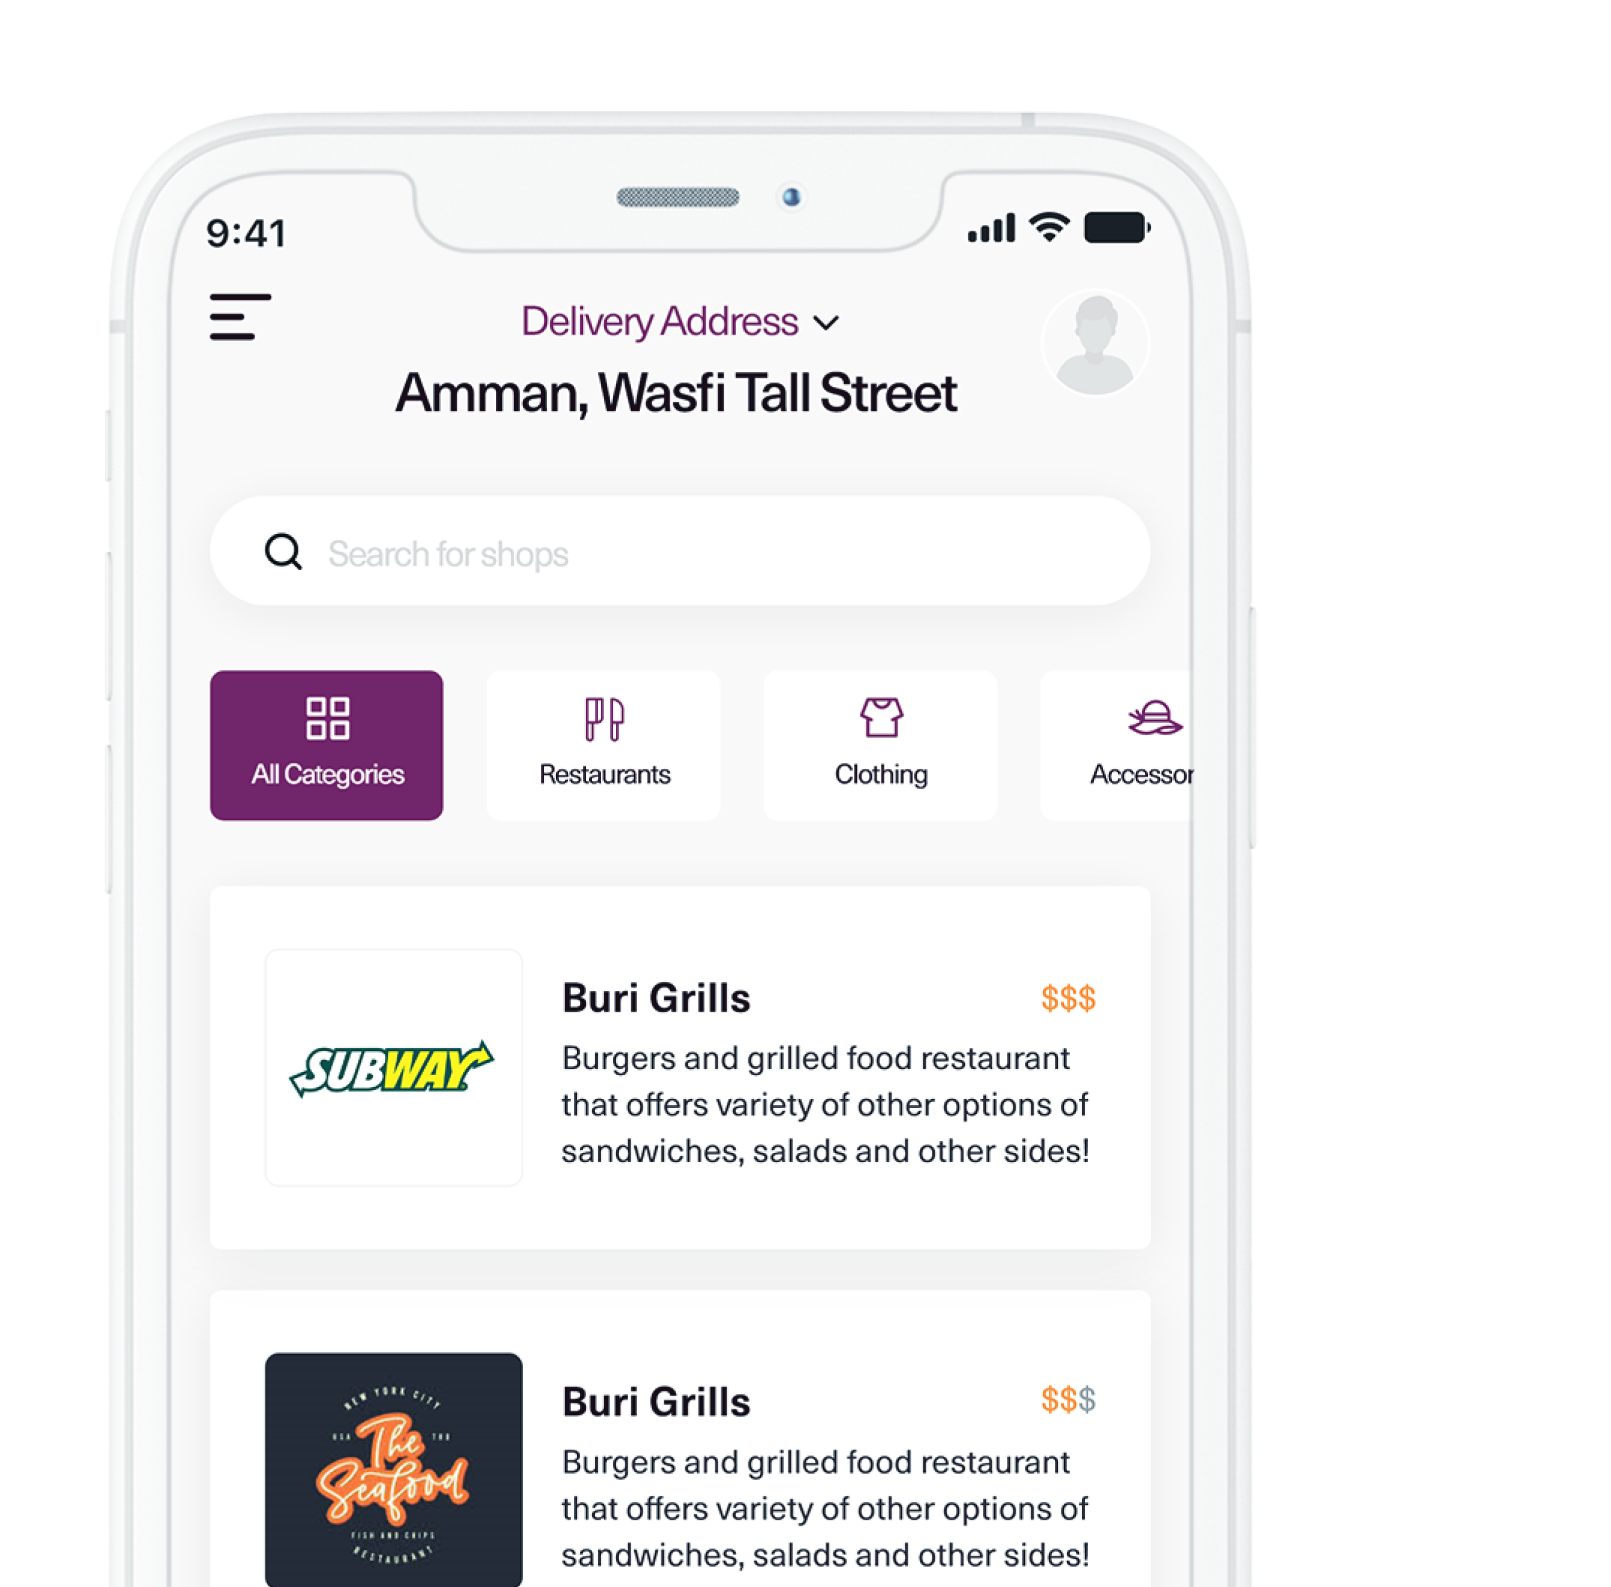 9:41
Delivery Address
Amman, Wasfi Tall Street
Search for shops
All Categories
Restaurants
Clothing
Accessor
SUBWAY
Buri Grills
$$$
Burgers and grilled food restaurant
that offers variety of other options of
sandwiches, salads and other sides!
NEW YORK CITY
USA
The
Seafood
FISH AND CHIPS
RESTAURANT
Buri Grills
$$$
Burgers and grilled food restaurant
that offers variety of other options of
sandwiches, salads and other sides!